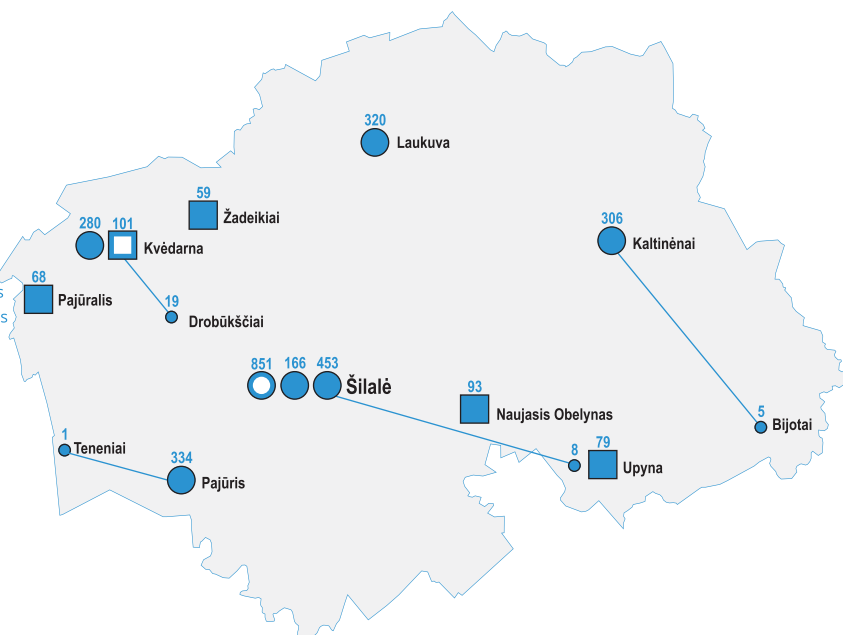 320
Laukuva
59
Žadeikiai
280 101
Kvėdarna
306
Kaltinėnai
68
Pajūralis
s
s
19
Drobūkščiai
851 166 453
Šilalė
93
Naujasis Obelynas
5
Bijotai
1
Teneniai
334
Pajūris
8 79
Upyna